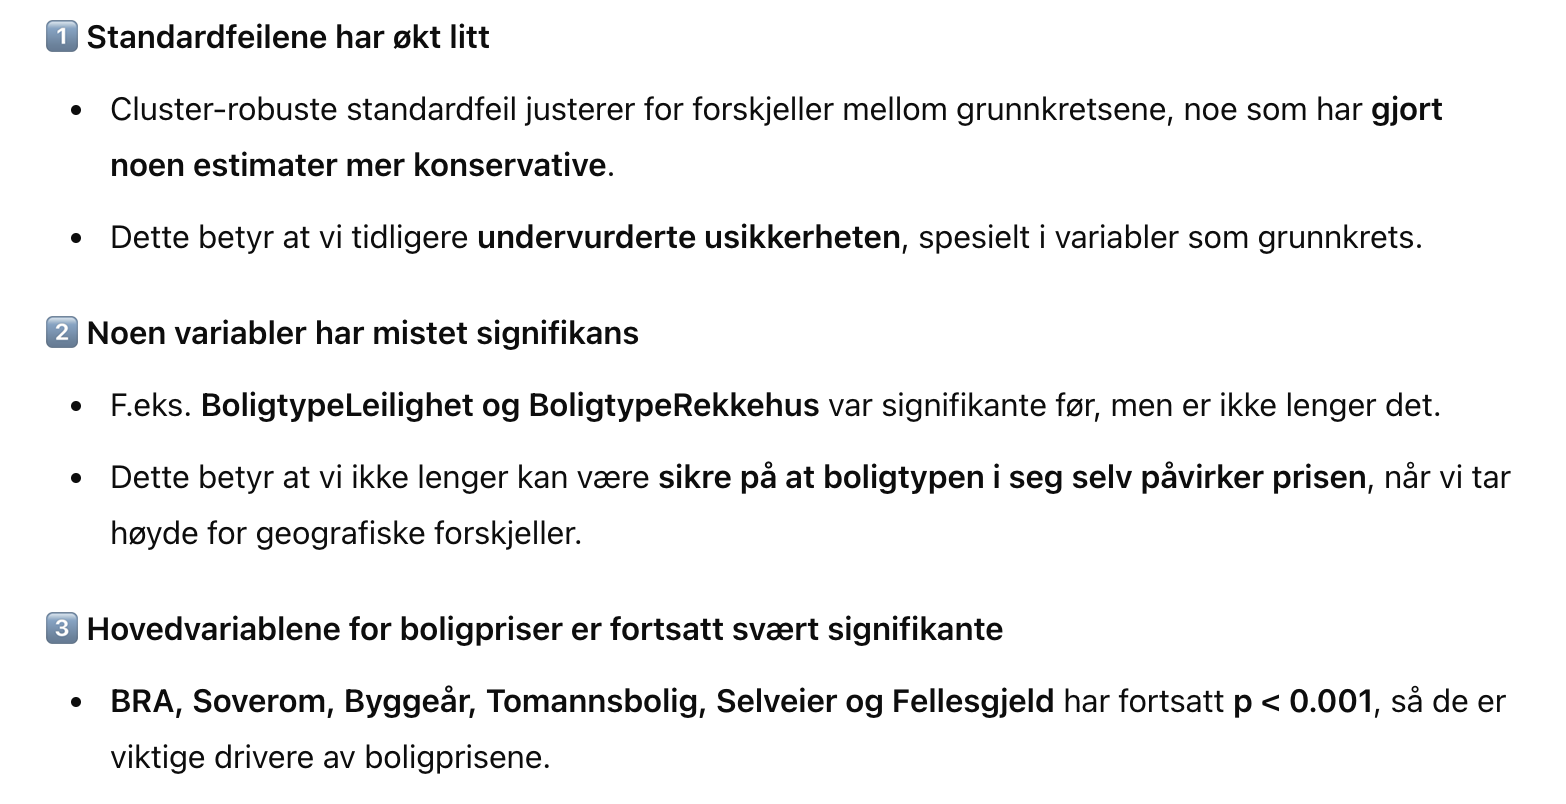 1 Standardfeilene har økt litt
• Cluster-robuste standardfeil justerer for forskjeller mellom grunnkretsene, noe som har gjort
noen estimater mer konservative.
• Dette betyr at vi tidligere undervurderte usikkerheten, spesielt i variabler som grunnkrets.
2 Noen variabler har mistet signifikans
• F.eks. BoligtypeLeilighet og BoligtypeRekkehus var signifikante før, men er ikke lenger det.
• Dette betyr at vi ikke lenger kan være sikre på at boligtypen i seg selv påvirker prisen, når vi tar
høyde for geografiske forskjeller.
3 Hovedvariablene for boligpriser er fortsatt svært signifikante
• BRA, Soverom, Byggeår, Tomannsbolig, Selveier og Fellesgjeld har fortsatt p < 0.001, så de er
viktige drivere av boligprisene.